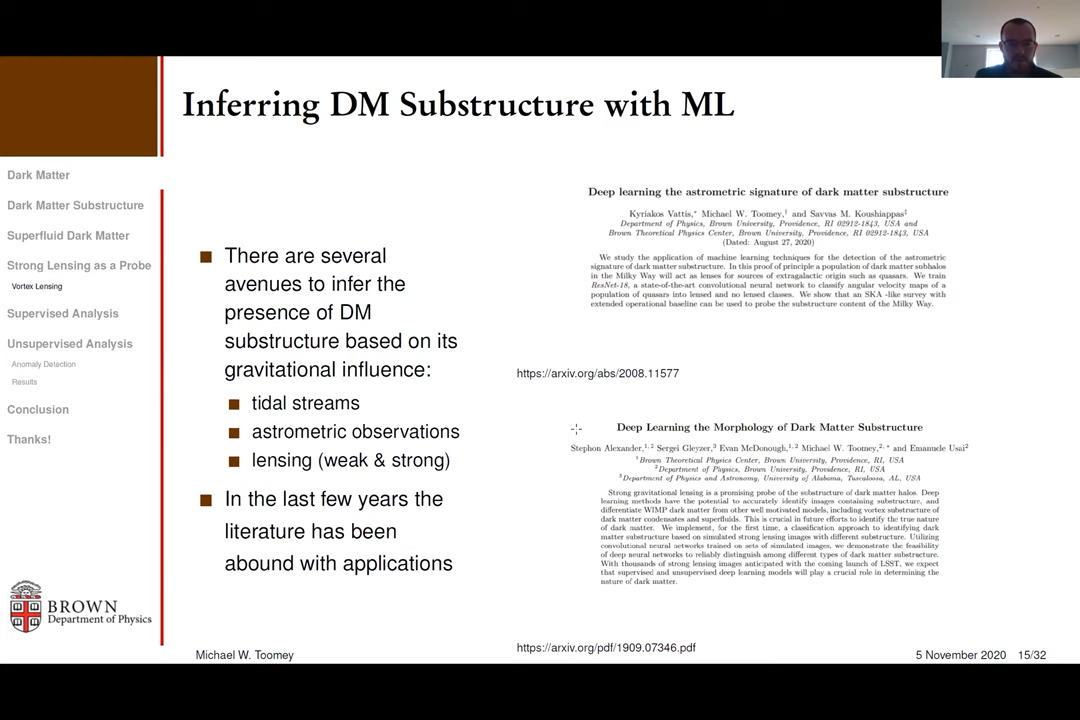 Inferring DM Substructure with ML
Dark Matter
Dark Matter Substructure
Superfluid Dark Matter
Strong Lensing as a Probe
Vortex Lensing
Supervised Analysis
Unsupervised Analysis
Anomaly Detection
Results
Conclusion
Thanks!
There are several
avenues to infer the
presence of DM
substructure based on its
gravitational influence:
tidal streams
astrometric observations
lensing (weak & strong)
In the last few years the
literature has been
abound with applications
Deep learning the astrometric signature of dark matter substructure
Kyriakos Vattis,* Michael W. Toomey,† and Savvas M. Koushiappas‡
Department of Physics, Brown University, Providence, RI 02912-1843, USA and
Brown Theoretical Physics Center, Brown University, Providence, RI 02912-1843, USA
(Dated: August 27, 2020)
We study the application of machine learning techniques for the detection of the astrometric
signature of dark matter substructure. In this proof of principle a population of dark matter subhalos
in the Milky Way will act as lenses for sources of extragalactic origin such as quasars. We train
ResNet-18, a state-of-the-art convolutional neural network to classify angular velocity maps of a
population of quasars into lensed and no lensed classes. We show that an SKA -like survey with
extended operational baseline can be used to probe the substructure content of the Milky Way.
https://arxiv.org/abs/2008.11577
Deep Learning the Morphology of Dark Matter Substructure
Stephon Alexander,1, 2 Sergei Gleyzer,3 Evan McDonough,1, 2 Michael W. Toomey,2, * and Emanuele Usai2
1Brown Theoretical Physics Center, Brown University, Providence, RI, USA
2Department of Physics, Brown University, Providence, RI, USA
3Department of Physics and Astronomy, University of Alabama, Tuscaloosa, AL, USA
Strong gravitational lensing is a promising probe of the substructure of dark matter halos. Deep
learning methods have the potential to accurately identify images containing substructure, and
differentiate WIMP dark matter from other well motivated models, including vortex substructure of
dark matter condensates and superfluids. This is crucial in future efforts to identify the true nature
of dark matter. We implement, for the first time, a classification approach to identifying dark
matter substructure based on simulated strong lensing images with different substructure. Utilizing
convolutional neural networks trained on sets of simulated images, we demonstrate the feasibility
of deep neural networks to reliably distinguish among different types of dark matter substructure.
With thousands of strong lensing images anticipated with the coming launch of LSST, we expect
that supervised and unsupervised deep learning models will play a crucial role in determining the
nature of dark matter.
https://arxiv.org/pdf/1909.07346.pdf
BROWN
Department of Physics
Michael W. Toomey
5 November 2020 15/32